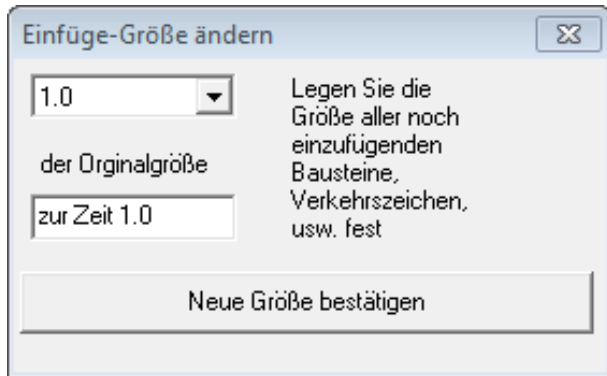 Einfüge-Größe ändern
1.0
der Orginalgröße
zur Zeit 1.0
Legen Sie die
Größe aller noch
einzufügenden
Bausteine,
Verkehrszeichen,
usw. fest
Neue Größe bestätigen